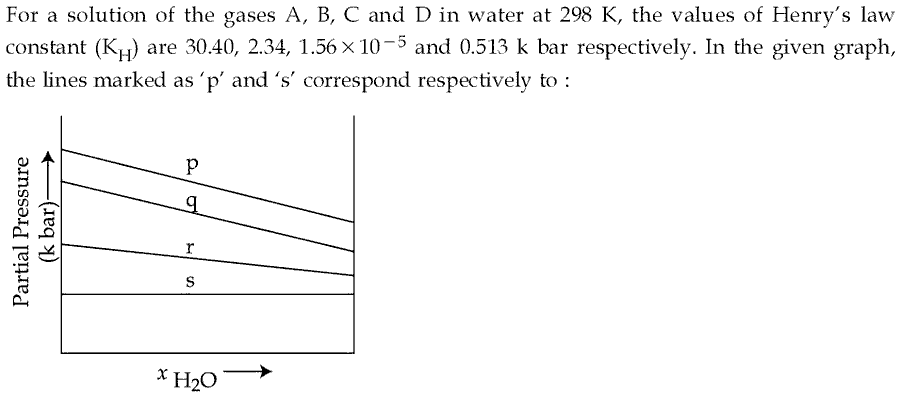 For a solution of the gases A, B, C and D in water at 298 K, the values of Henry's law
constant (K_H) are 30.40, 2.34, 1.56×10⁻⁵ and 0.513 k bar respectively. In the given graph,
the lines marked as 'p' and 's' correspond respectively to :
Partial Pressure
(k bar)
p
q
r
s
x H₂O